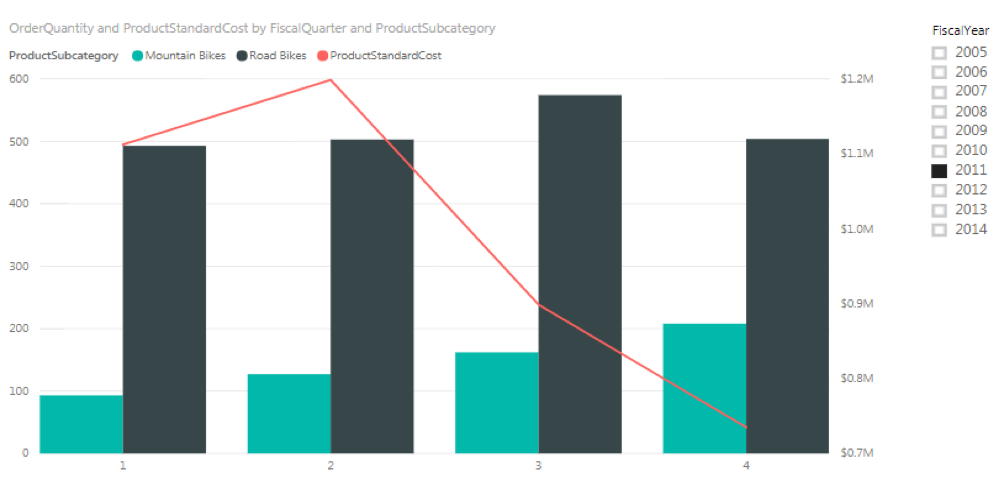 OrderQuantity and ProductStandardCost by FiscalQuarter and ProductSubcategory
ProductSubcategory Mountain Bikes Road Bikes ProductStandardCost
600
500
400
300
200
100
0
1 2 3 4
$1.2M
$1.1M
$1.0M
$0.9M
$0.8M
$0.7M
FiscalYear
2005
2006
2007
2008
2009
2010
2011
2012
2013
2014